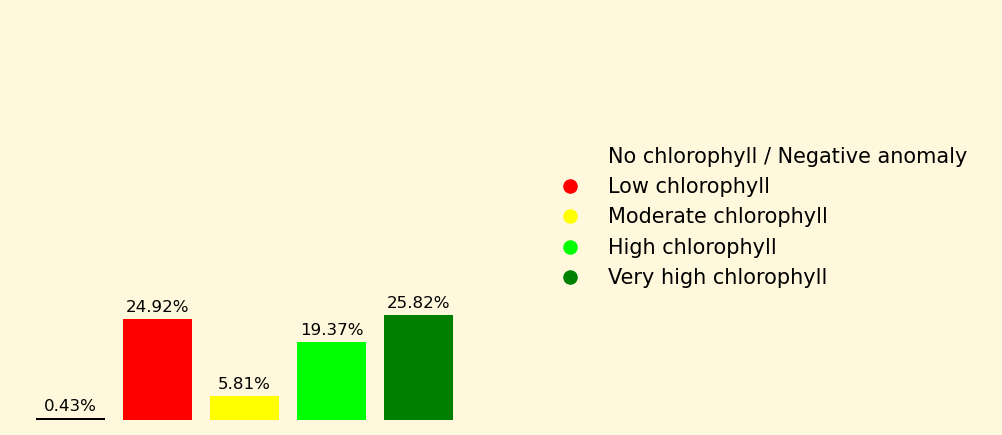 No chlorophyll / Negative anomaly
Low chlorophyll
Moderate chlorophyll
High chlorophyll
Very high chlorophyll
25.82%
24.92%
19.37%
5.81%
0.43%